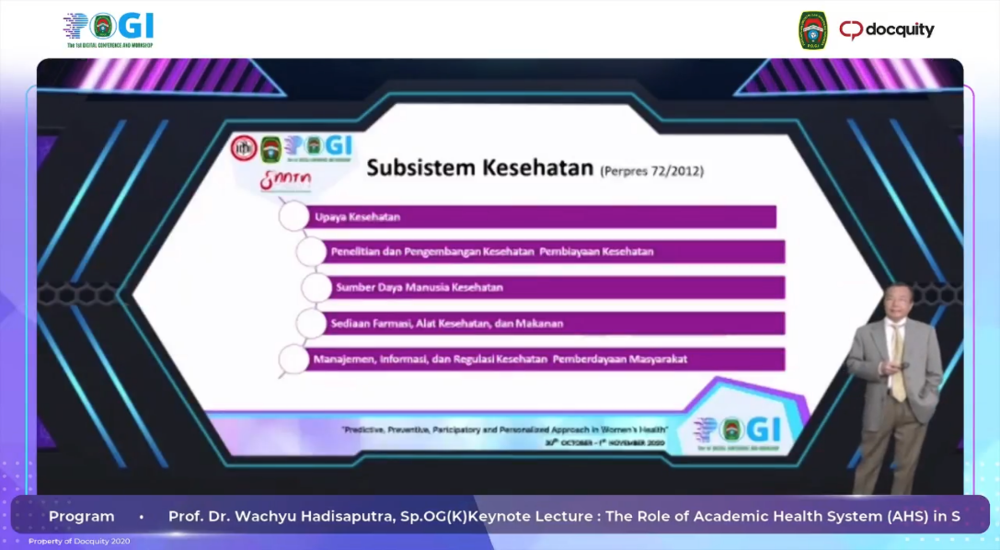 POGI
The 1st DIGITAL CONFERENCE AND WORKSHOP
docquity
POGI
Subsistem Kesehatan (Perpres 72/2012)
Upaya Kesehatan
Penelitian dan Pengembangan Kesehatan Pembiayaan Kesehatan
Sumber Daya Manusia Kesehatan
Sediaan Farmasi, Alat Kesehatan, dan Makanan
Manajemen, Informasi, dan Regulasi Kesehatan Pemberdayaan Masyarakat
"Predictive, Preventive, Participatory and Personalized Approach in Women's Health"
30th OCTOBER - 1st NOVEMBER 2020
POGI
Program • Prof. Dr. Wachyu Hadisaputra, Sp.OG(K)Keynote Lecture : The Role of Academic Health System (AHS) in S
Property of Docquity 2020